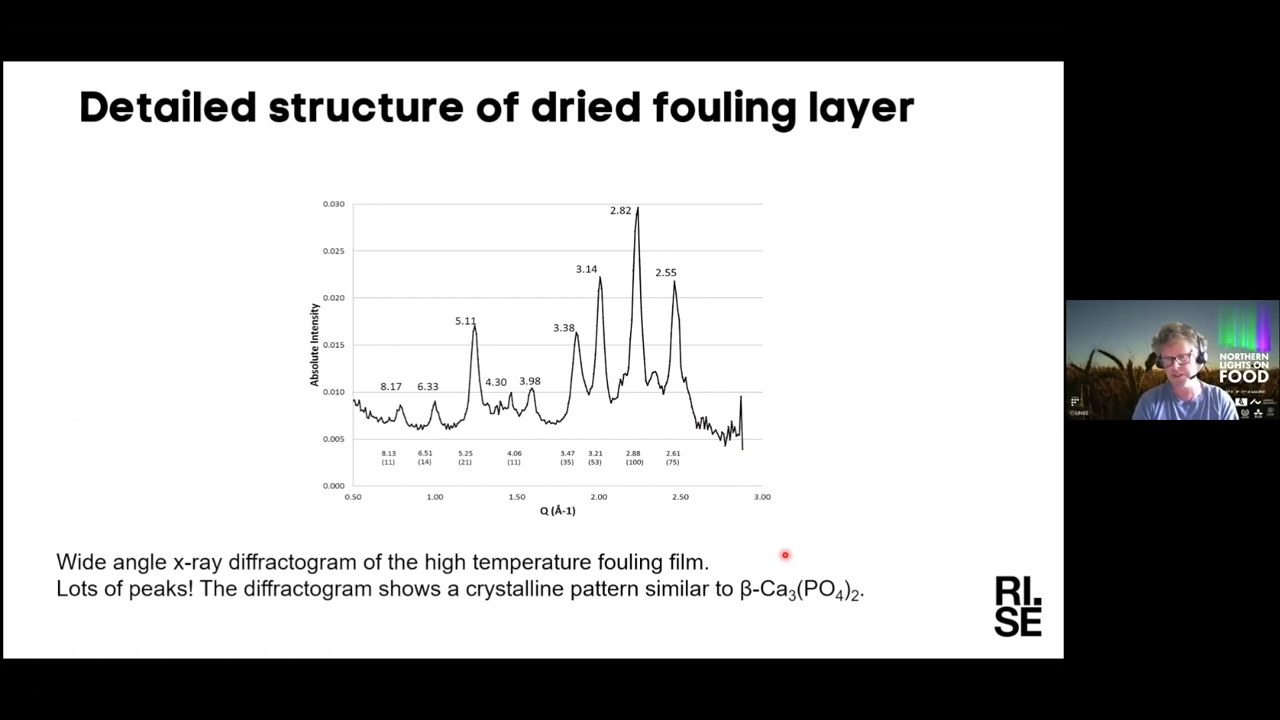 Detailed structure of dried fouling layer
0.030
0.025
0.020
0.015
0.010
0.005
0.000
Absolute Intensity
8.17
6.33
5.11
4.30
3.98
3.38
3.14
2.82
2.55
8.13 6.51 5.25 4.06 3.47 3.21 2.88 2.61
(11) (14) (21) (11) (35) (53) (100) (75)
0.50 1.00 1.50 2.00 2.50 3.00
Q (Å-1)
Wide angle x-ray diffractogram of the high temperature fouling film.
Lots of peaks! The diffractogram shows a crystalline pattern similar to β-Ca₃(PO₄)₂.
RI.
SE
NORTHERN
LIGHTS ON
FOOD